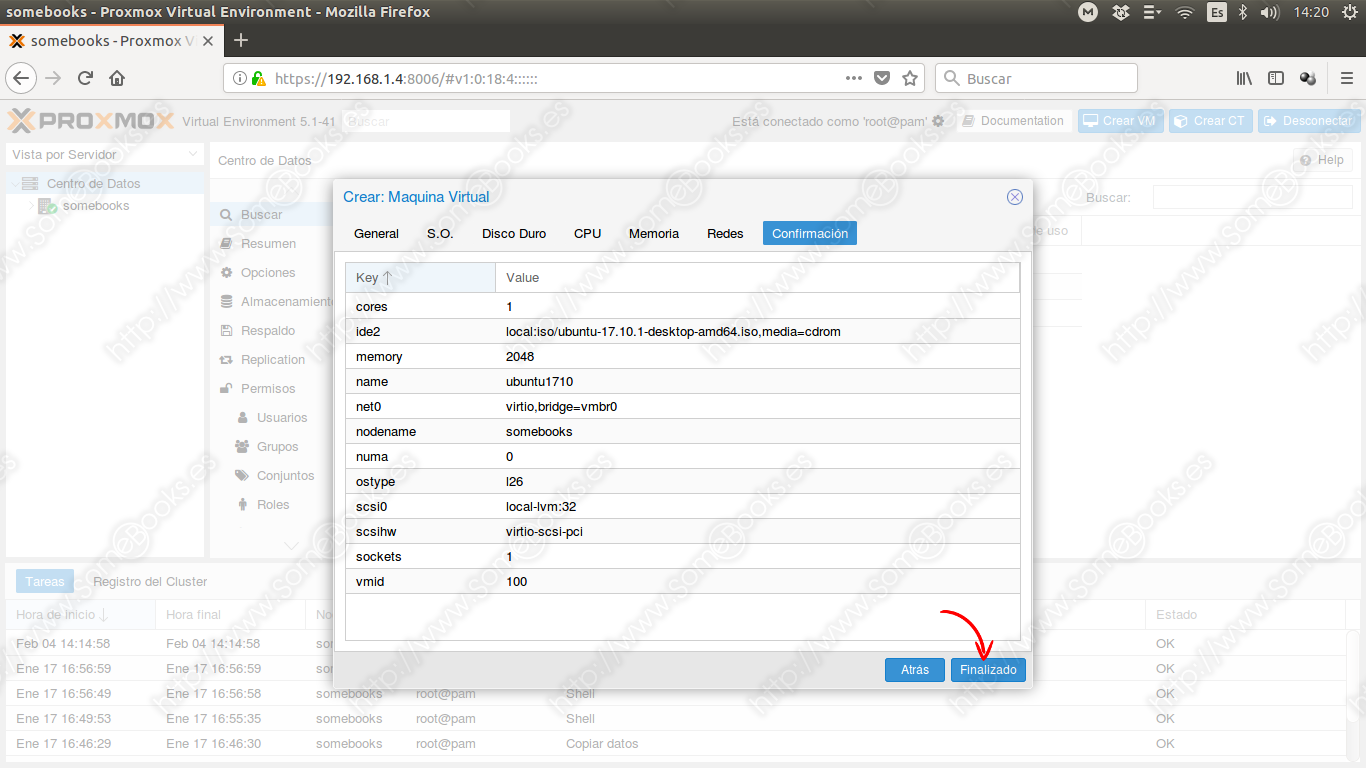 somebooks - Proxmox Virtual Environment - Mozilla Firefox
Es
14:20
somebooks - Proxmox V
https://192.168.1.4:8006/#v1:0:18:4::::::
Buscar
PROXMOX Virtual Environment 5.1-41 Buscar
Está conectado como 'root@pam'
Documentation
Crear VM
Crear CT
Desconectar
Vista por Servidor
Centro de Datos
somebooks
Centro de Datos
Help
Buscar
Resumen
Opciones
Almacenamiento
Respaldo
Replication
Permisos
Usuarios
Grupos
Conjuntos
Roles
Buscar:
de uso
Crear: Maquina Virtual
General S.O. Disco Duro CPU Memoria Redes Confirmación
Key Value
cores 1
ide2 local:iso/ubuntu-17.10.1-desktop-amd64.iso,media=cdrom
memory 2048
name ubuntu1710
net0 virtio,bridge=vmbr0
nodename somebooks
numa 0
ostype l26
scsi0 local-lvm:32
scsihw virtio-scsi-pci
sockets 1
vmid 100
Atrás Finalizado
Tareas Registro del Cluster
Hora de Inicio Hora final No Estado
Feb 04 14:14:58 Feb 04 14:14:58 so OK
Ene 17 16:56:59 Ene 17 16:56:59 so OK
Ene 17 16:56:49 Ene 17 16:56:58 somebooks root@pam Shell OK
Ene 17 16:49:53 Ene 17 16:55:35 somebooks root@pam Shell OK
Ene 17 16:46:29 Ene 17 16:46:30 somebooks root@pam Copiar datos OK
http://www.SomeBooks.es